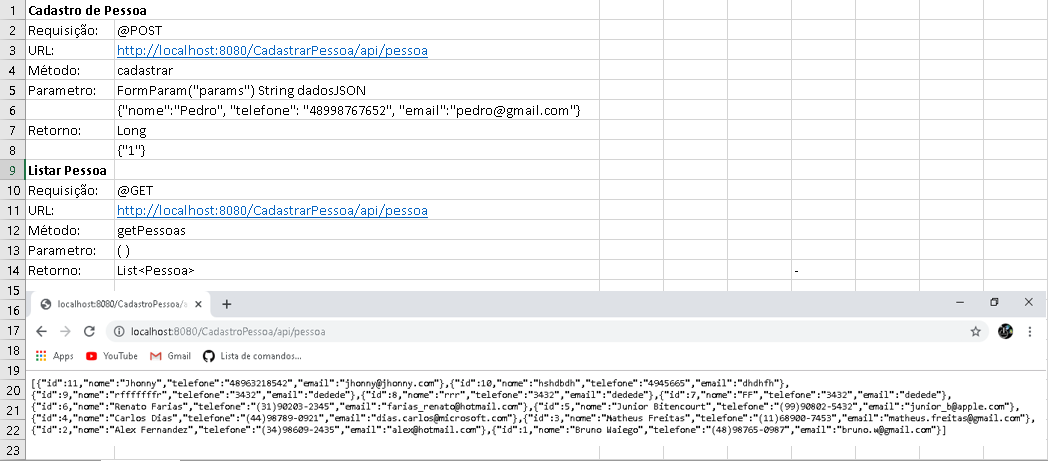 Cadastro de Pessoa
Requisição: @POST
URL: http://localhost:8080/CadastrarPessoa/api/pessoa
Método: cadastrar
Parametro: FormParam("params") String dadosJSON
{"nome":"Pedro", "telefone": "48998767652", "email":"pedro@gmail.com"}
Retorno: Long
{"1"}
Listar Pessoa
Requisição: @GET
URL: http://localhost:8080/CadastrarPessoa/api/pessoa
Método: getPessoas
Parametro: ( )
Retorno: List<Pessoa> -
localhost:8080/CadastroPessoa/a
localhost:8080/CadastroPessoa/api/pessoa
Apps YouTube Gmail Lista de comandos...
[{"id":11,"nome":"Jhonny","telefone":"48963218542","email":"jhonny@jhonny.com"},{"id":10,"nome":"hshdbdh","telefone":"4945665","email":"dhdhfh"},
{"id":9,"nome":"rffffffr","telefone":"3432","email":"dedede"},{"id":8,"nome":"rrr","telefone":"3432","email":"dedede"},{"id":7,"nome":"FF","telefone":"3432","email":"dedede"},
{"id":6,"nome":"Renato Farias","telefone":"(31)90203-2345","email":"farias_renato@hotmail.com"},{"id":5,"nome":"Junior Bitencourt","telefone":"(99)90802-5432","email":"junior_b@apple.com"},
{"id":4,"nome":"Carlos Dias","telefone":"(44)98789-0921","email":"dias.carlos@microsoft.com"},{"id":3,"nome":"Matheus Freitas","telefone":"(11)68900-7453","email":"matheus.freitas@gmail.com"},
{"id":2,"nome":"Alex Fernandez","telefone":"(34)98609-2435","email":"alex@hotmail.com"},{"id":1,"nome":"Bruno Waiego","telefone":"(48)98765-0987","email":"bruno.w@gmail.com"}]
1
2
3
4
5
6
7
8
9
10
11
12
13
14
15
16
17
18
19
20
21
22
23